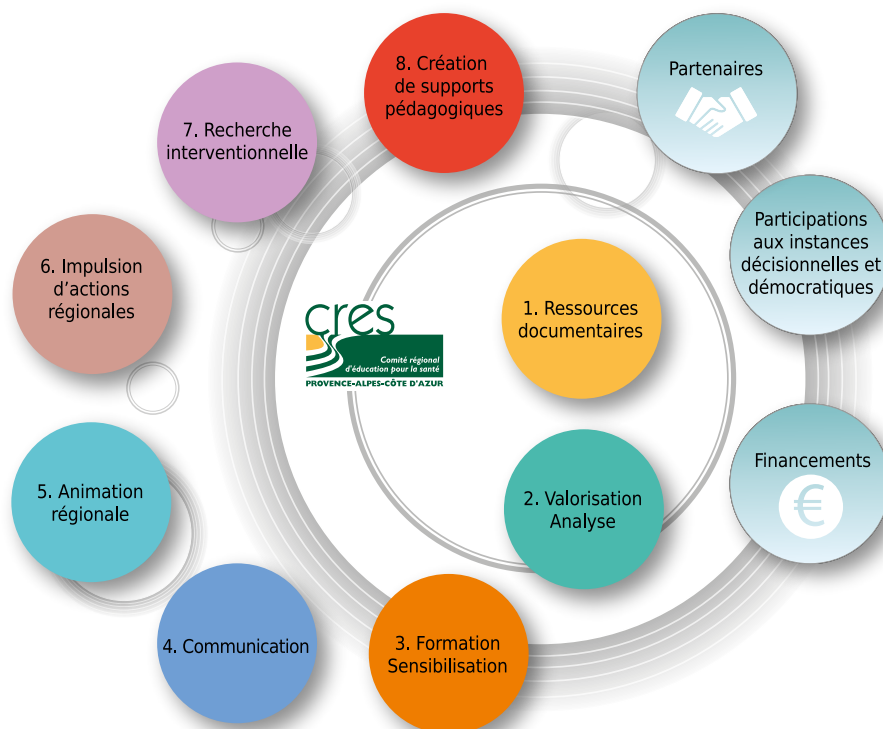 8. Création
de supports
pédagogiques
Partenaires
7. Recherche
interventionnelle
Participations
aux instances
décisionnelles et
démocratiques
6. Impulsion
d'actions
régionales
1. Ressources
documentaires
cres
Comité régional
d'éducation pour la santé
PROVENCE-ALPES-CÔTE D'AZUR
Financements
€
5. Animation
régionale
2. Valorisation
Analyse
4. Communication
3. Formation
Sensibilisation